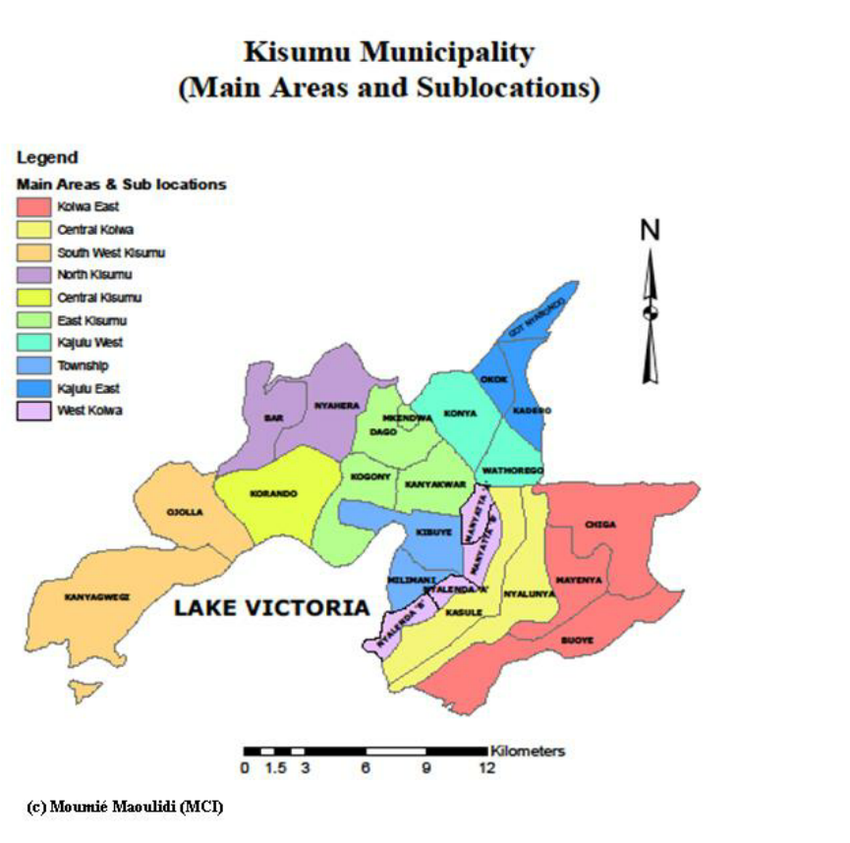 Kisumu Municipality
(Main Areas and Sublocations)
Legend
Main Areas & Sub locations
Kolwa East
Central Kolwa
South West Kisumu
North Kisumu
Central Kisumu
East Kisumu
Kajulu West
Township
Kajulu East
West Kolwa
N
GOT NYABONDO
OKOK
KADERO
NYAHERA
BAR
MKENDWA
DAGO
KONYA
WATHOREGO
KOGONY
KANYAKWAR
KORANDO
OJOLLA
MANYATTA 'A'
MANYATTA 'B'
KIBUYE
CHIGA
MILIMANI
NYALENDA 'A'
MAYENYA
NYALUNYA
KANYAGWEGI
LAKE VICTORIA
NYALENDA 'B'
KASULE
BUOYE
Kilometers
0 1.5 3 6 9 12
(c) Moumié Maoulidi (MCI)